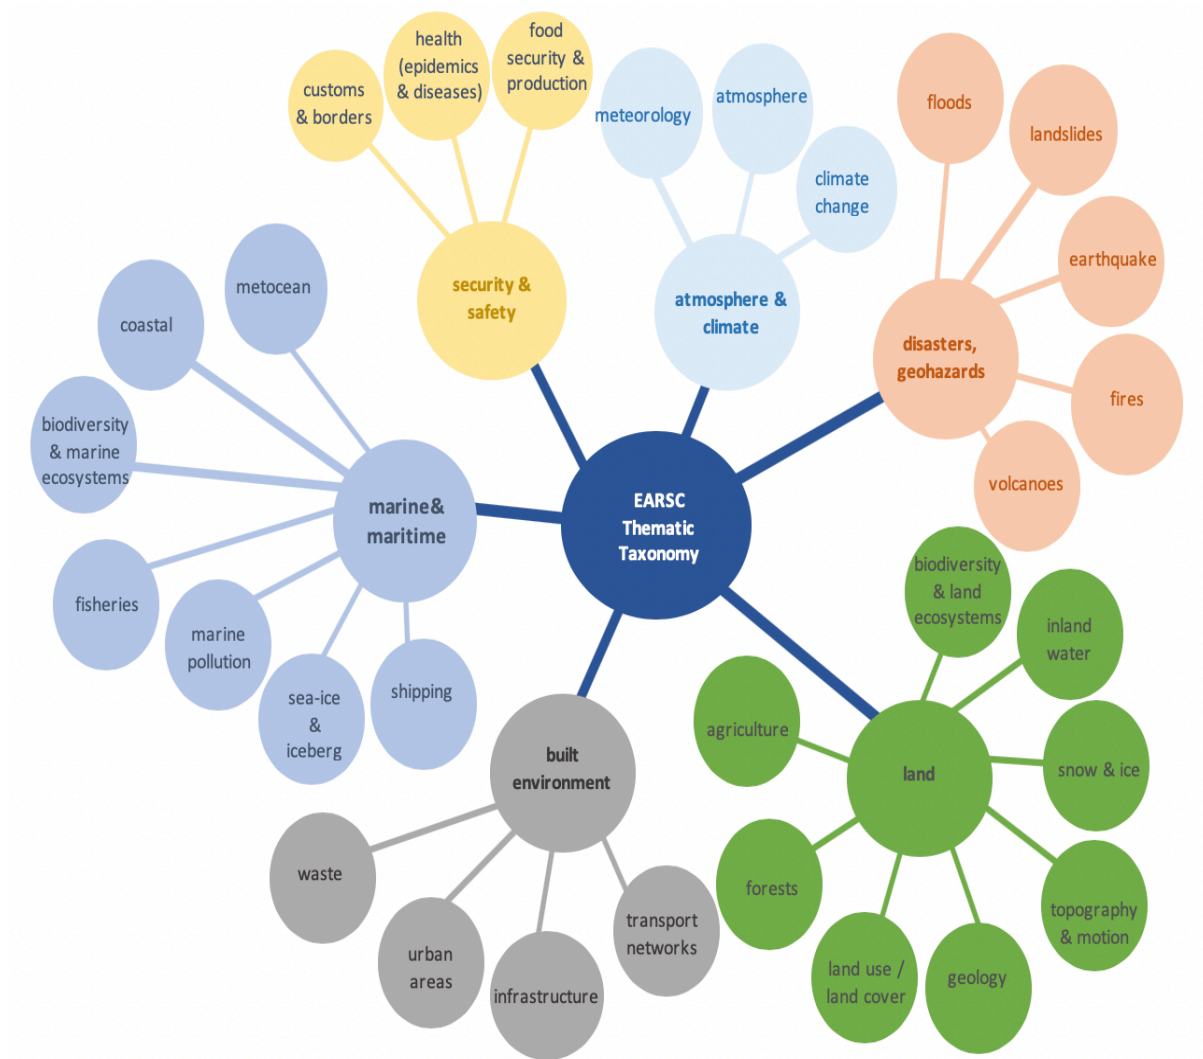 customs
& borders
health
(epidemics
& diseases)
food
security &
production
security &
safety
meteorology
atmosphere
climate
change
atmosphere &
climate
floods
landslides
earthquake
fires
volcanoes
disasters,
geohazards
metocean
coastal
biodiversity
& marine
ecosystems
fisheries
marine
pollution
sea-ice
&
iceberg
shipping
marine&
maritime
EARSC
Thematic
Taxonomy
biodiversity
& land
ecosystems
inland
water
snow & ice
topography
& motion
geology
land use /
land cover
forests
agriculture
land
built
environment
waste
urban
areas
infrastructure
transport
networks